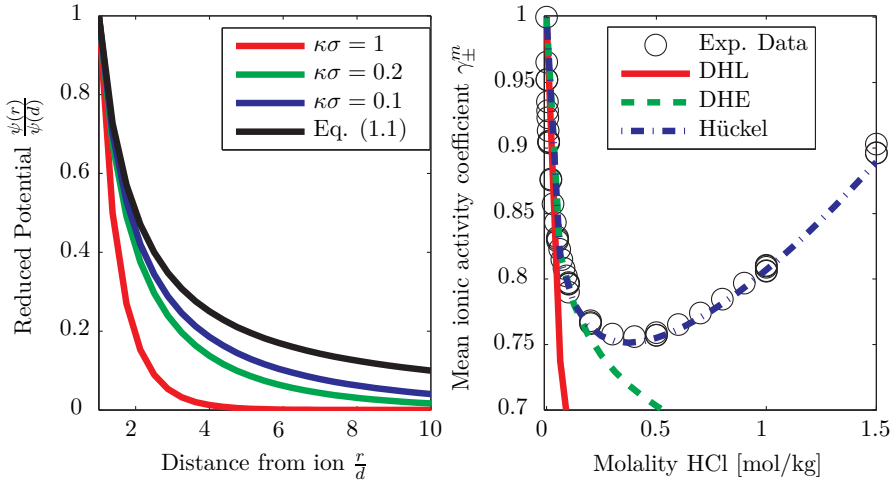 1
0.8
0.6
0.4
0.2
0
2 4 6 8 10
Reduced Potential ψ(r)/ψ(d)
Distance from ion r/d
κσ = 1
κσ = 0.2
κσ = 0.1
Eq. (1.1)
1
0.95
0.9
0.85
0.8
0.75
0.7
0 0.5 1 1.5
Mean ionic activity coefficient γ±^m
Molality HCl [mol/kg]
Exp. Data
DHL
DHE
Hückel